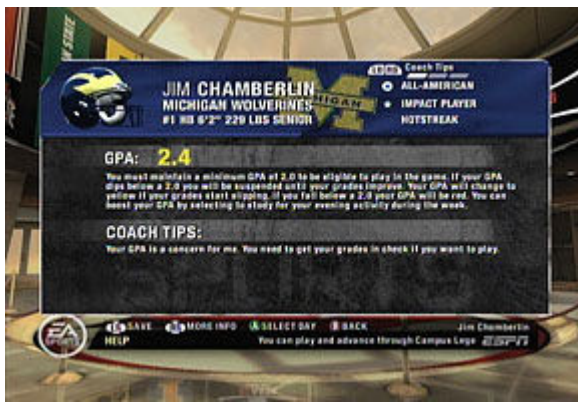 Coach Tips
JIM CHAMBERLIN
ALL-AMERICAN
MICHIGAN WOLVERINES
MICHIGAN
IMPACT PLAYER
#1 HB 6'2" 229 LBS SENIOR
HOTSTREAK
GPA: 2.4
You must maintain a minimum GPA of 2.0 to be eligible to play in the game. If your GPA
dips below a 2.0 you will be suspended until your grades improve. Your GPA will change to
yellow if your grades start slipping. If you fall below a 2.0 your GPA will be red. You can
boost your GPA by selecting to study for your evening activity during the week.
COACH TIPS:
Your GPA is a concern for me. You need to get your grades in check if you want to play.
SPORTS
EA SPORTS
SAVE MORE INFO A SELECT DAY B BACK Jim Chamberlin
HELP You can play and advance through Campus Lege ESPN